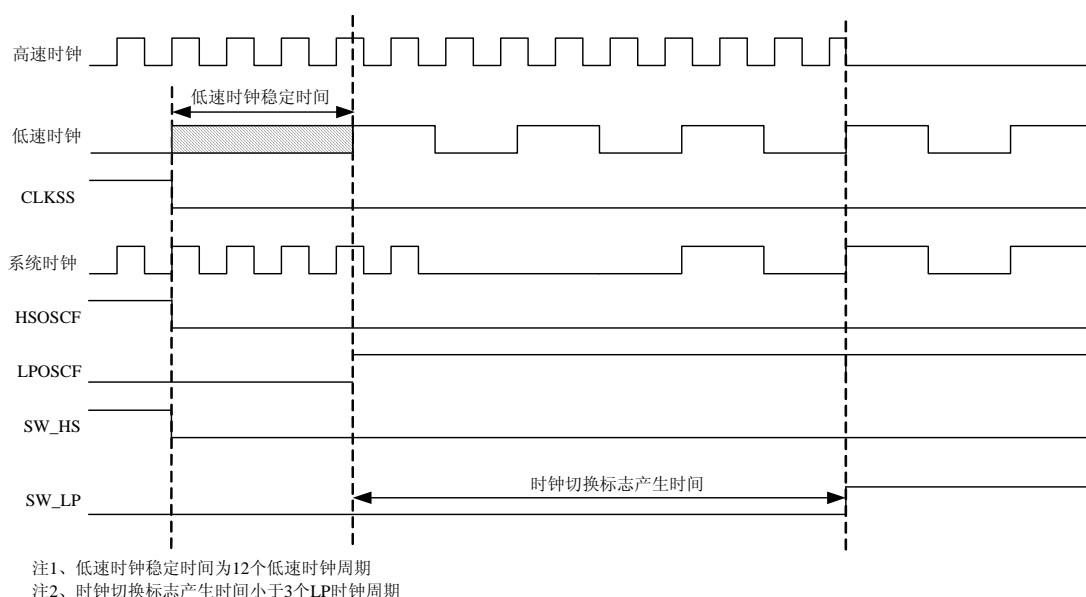 高速时钟
低速时钟稳定时间
低速时钟
CLKSS
系统时钟
HSOSCF
LPOSCF
SW_HS
时钟切换标志产生时间
SW_LP
注1、低速时钟稳定时间为12个低速时钟周期
注2、时钟切换标志产生时间小于3个LP时钟周期